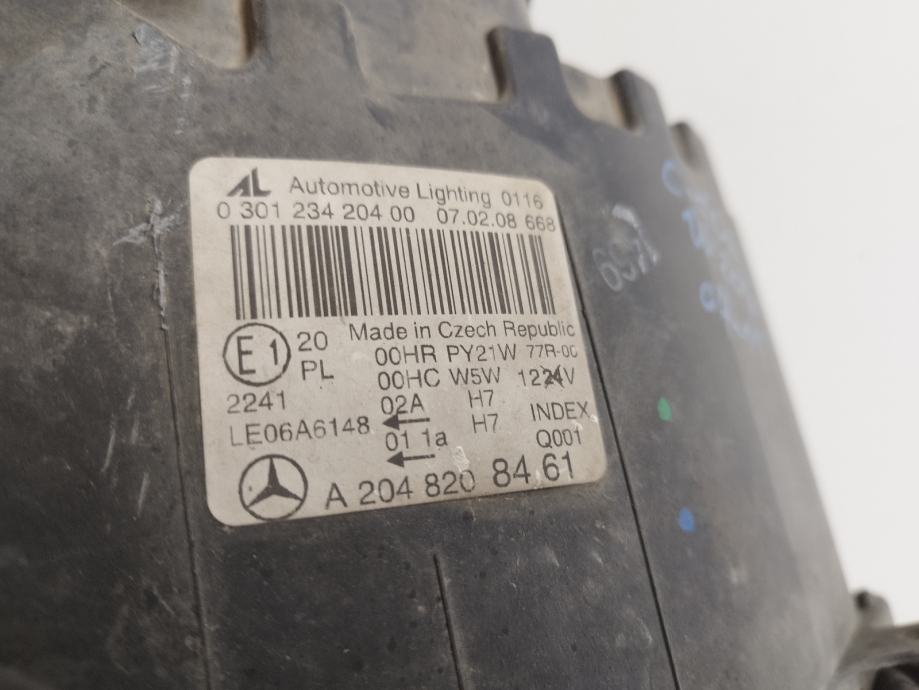 AL Automotive Lighting 0116
0 301 234 204 00 07.02.08 668
Made in Czech Republic
E1 20 00HR PY21W 77R-00
PL 00HC W5W 1224V
2241 02A H7
LE06A6148 01 1a H7 INDEX
Q001
A 204 820 84 61